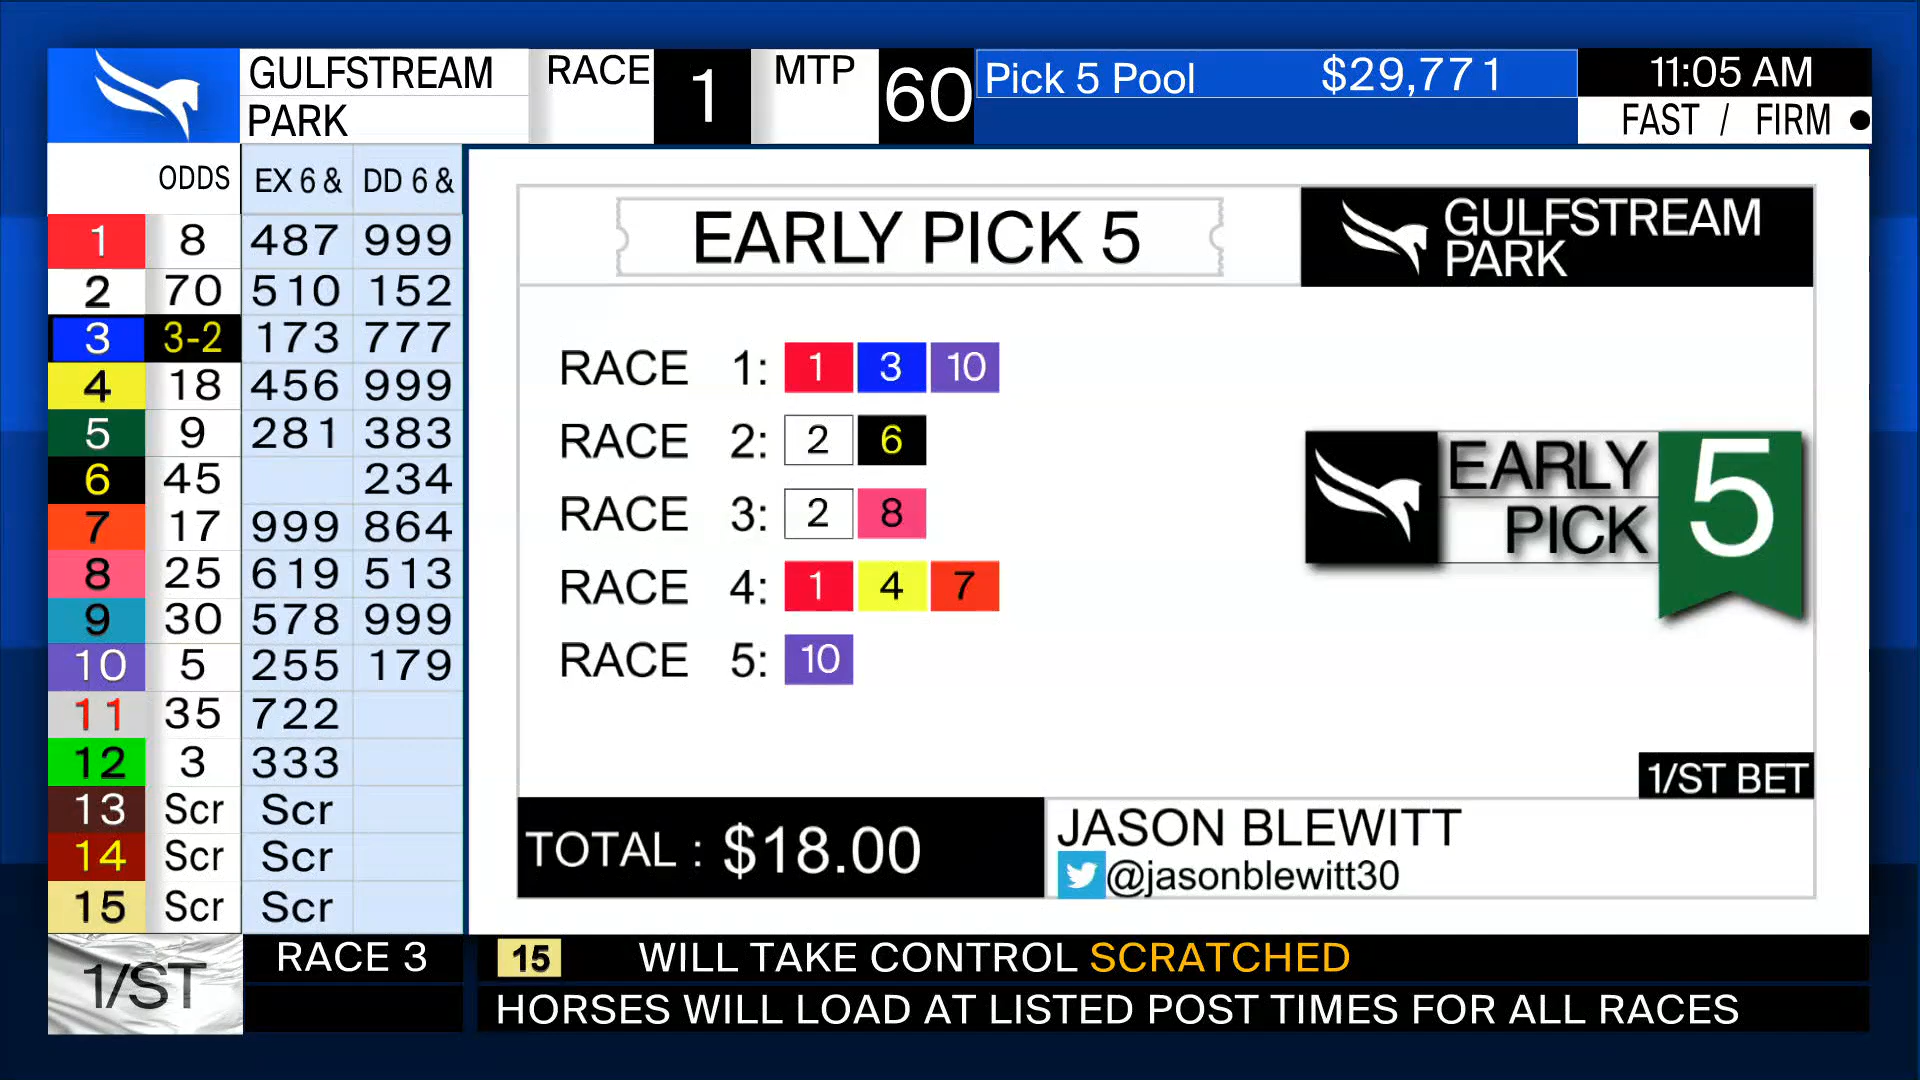 GULFSTREAM PARK
RACE 1
MTP 60
Pick 5 Pool $29,771
11:05 AM
FAST / FIRM
ODDS EX 6 & DD 6 &
1 8 487 999
2 70 510 152
3 3-2 173 777
4 18 456 999
5 9 281 383
6 45 234
7 17 999 864
8 25 619 513
9 30 578 999
10 5 255 179
11 35 722
12 3 333
13 Scr Scr
14 Scr Scr
15 Scr Scr
EARLY PICK 5
GULFSTREAM
PARK
RACE 1: 1 3 10
RACE 2: 2 6
RACE 3: 2 8
RACE 4: 1 4 7
RACE 5: 10
EARLY
PICK
5
1/ST BET
TOTAL : $18.00
JASON BLEWITT
@jasonblewitt30
1/ST
RACE 3
15 WILL TAKE CONTROL SCRATCHED
HORSES WILL LOAD AT LISTED POST TIMES FOR ALL RACES